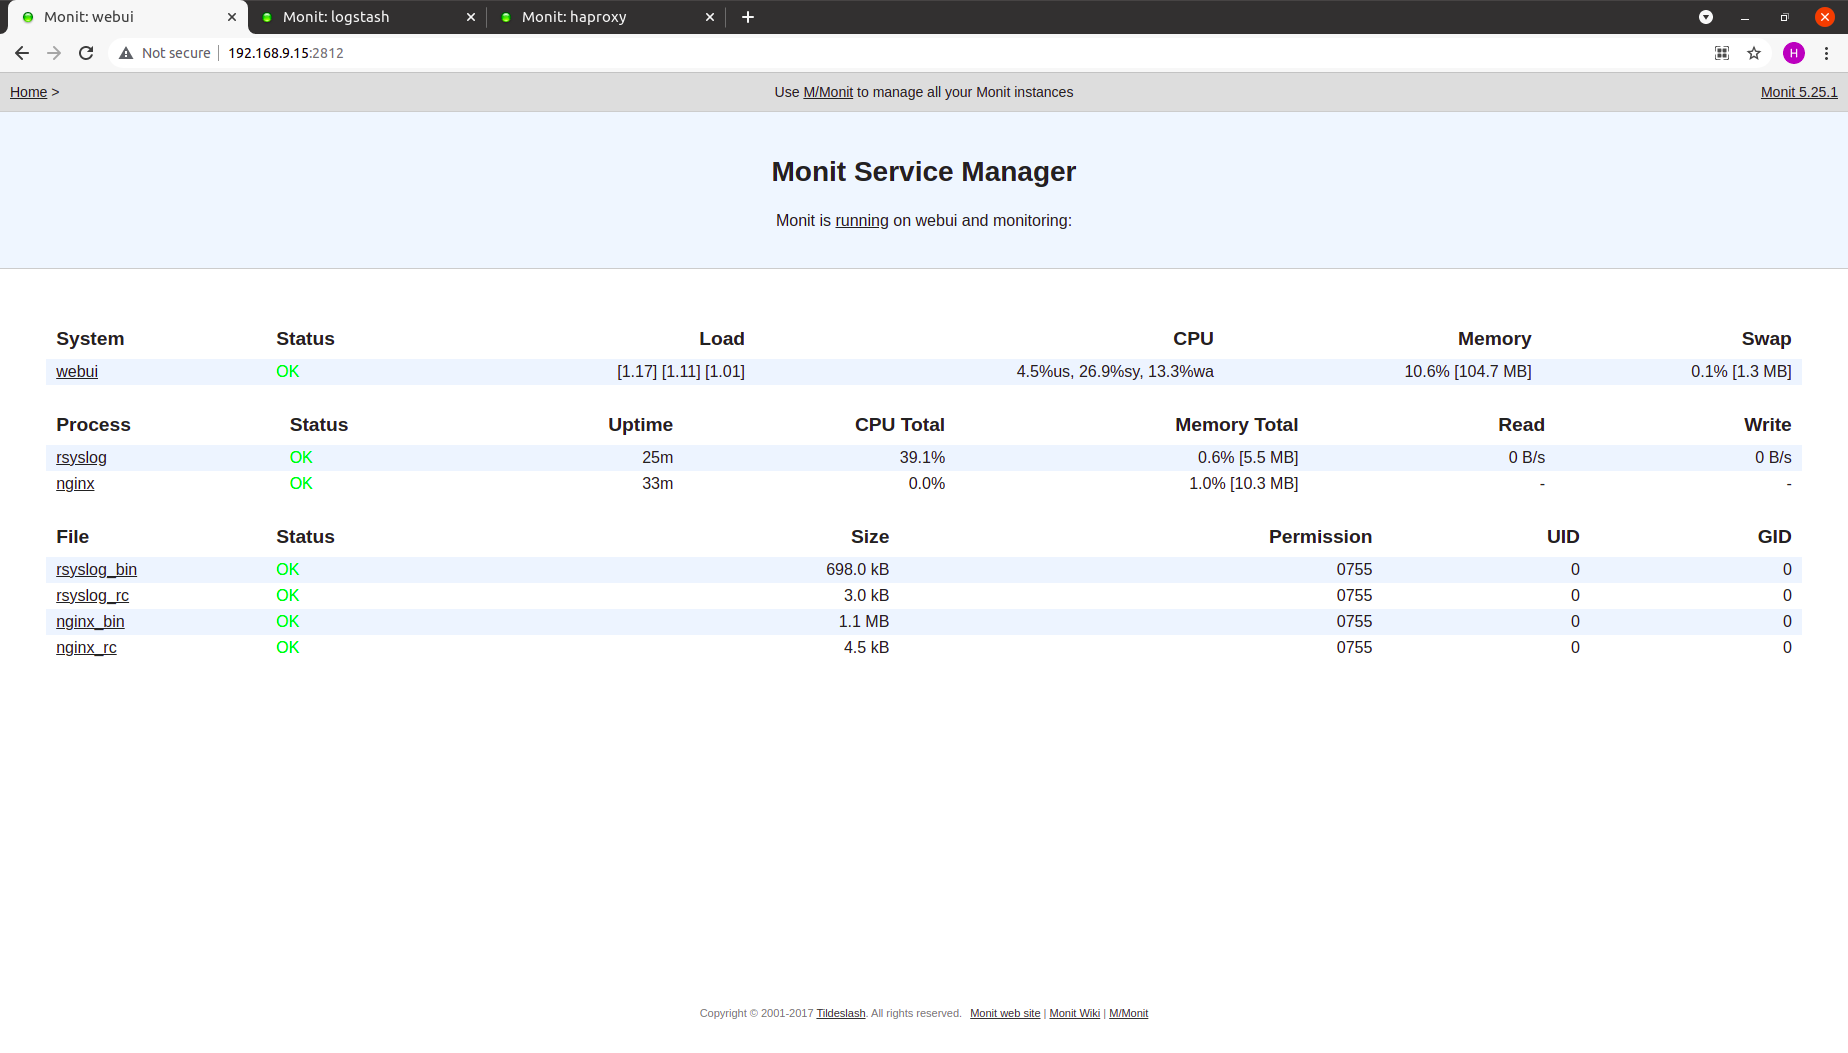 Monit: webui
Monit: logstash
Monit: haproxy
Not secure 192.168.9.15:2812
H
Home > Use M/Monit to manage all your Monit instances Monit 5.25.1
Monit Service Manager
Monit is running on webui and monitoring:
System Status Load CPU Memory Swap
webui OK [1.17] [1.11] [1.01] 4.5%us, 26.9%sy, 13.3%wa 10.6% [104.7 MB] 0.1% [1.3 MB]
Process Status Uptime CPU Total Memory Total Read Write
rsyslog OK 25m 39.1% 0.6% [5.5 MB] 0 B/s 0 B/s
nginx OK 33m 0.0% 1.0% [10.3 MB] - -
File Status Size Permission UID GID
rsyslog_bin OK 698.0 kB 0755 0 0
rsyslog_rc OK 3.0 kB 0755 0 0
nginx_bin OK 1.1 MB 0755 0 0
nginx_rc OK 4.5 kB 0755 0 0
Copyright © 2001-2017 Tildeslash. All rights reserved. Monit web site | Monit Wiki | M/Monit